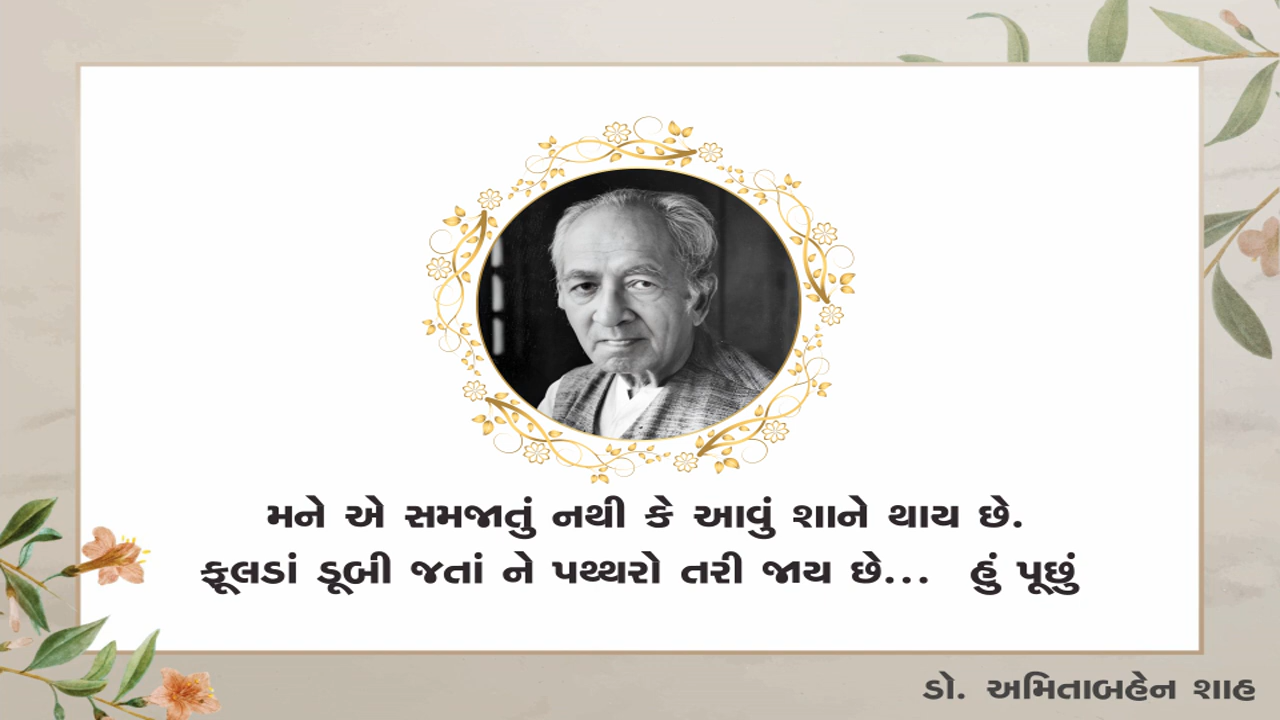 મને એ સમજાતું નથી કે આવું શાને થાય છે.
ફૂલડાં ડૂબી જતાં ને પથ્થરો તરી જાય છે... હું પૂછું
ડો. અમિતાબહેન શાહ